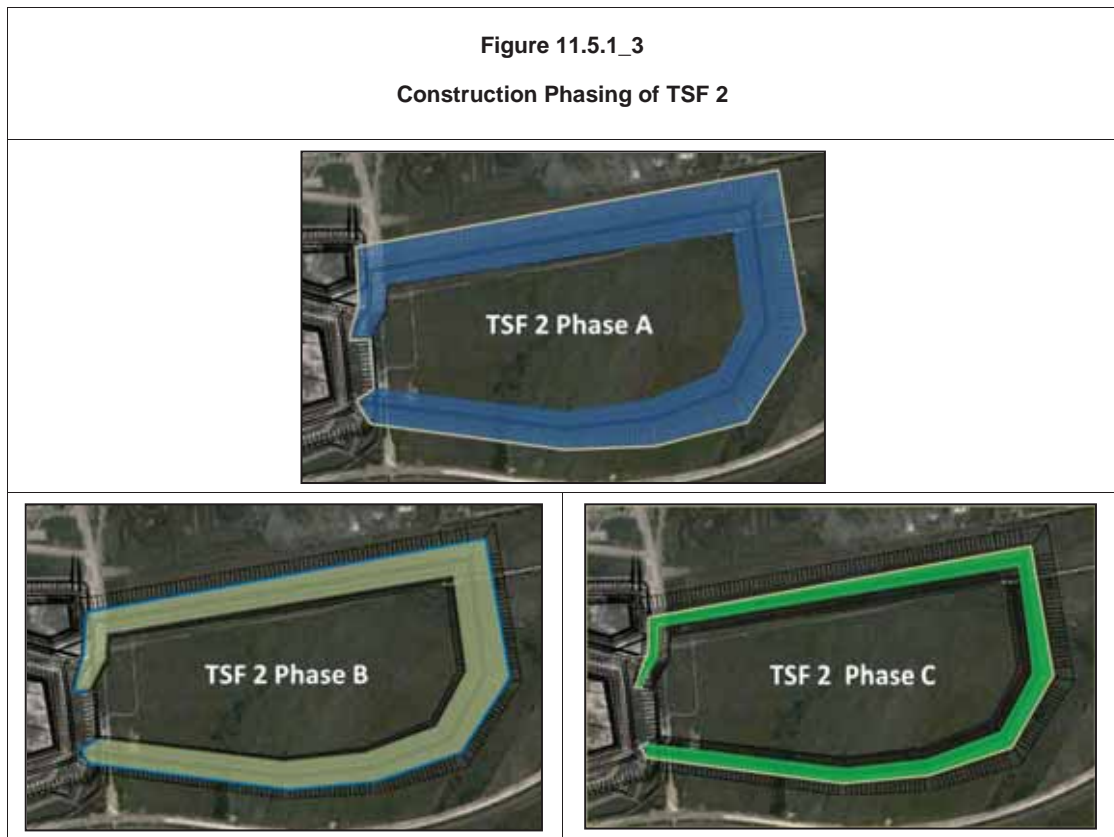 Figure 11.5.1_3
Construction Phasing of TSF 2
TSF 2 Phase A
TSF 2 Phase B
TSF 2 Phase C